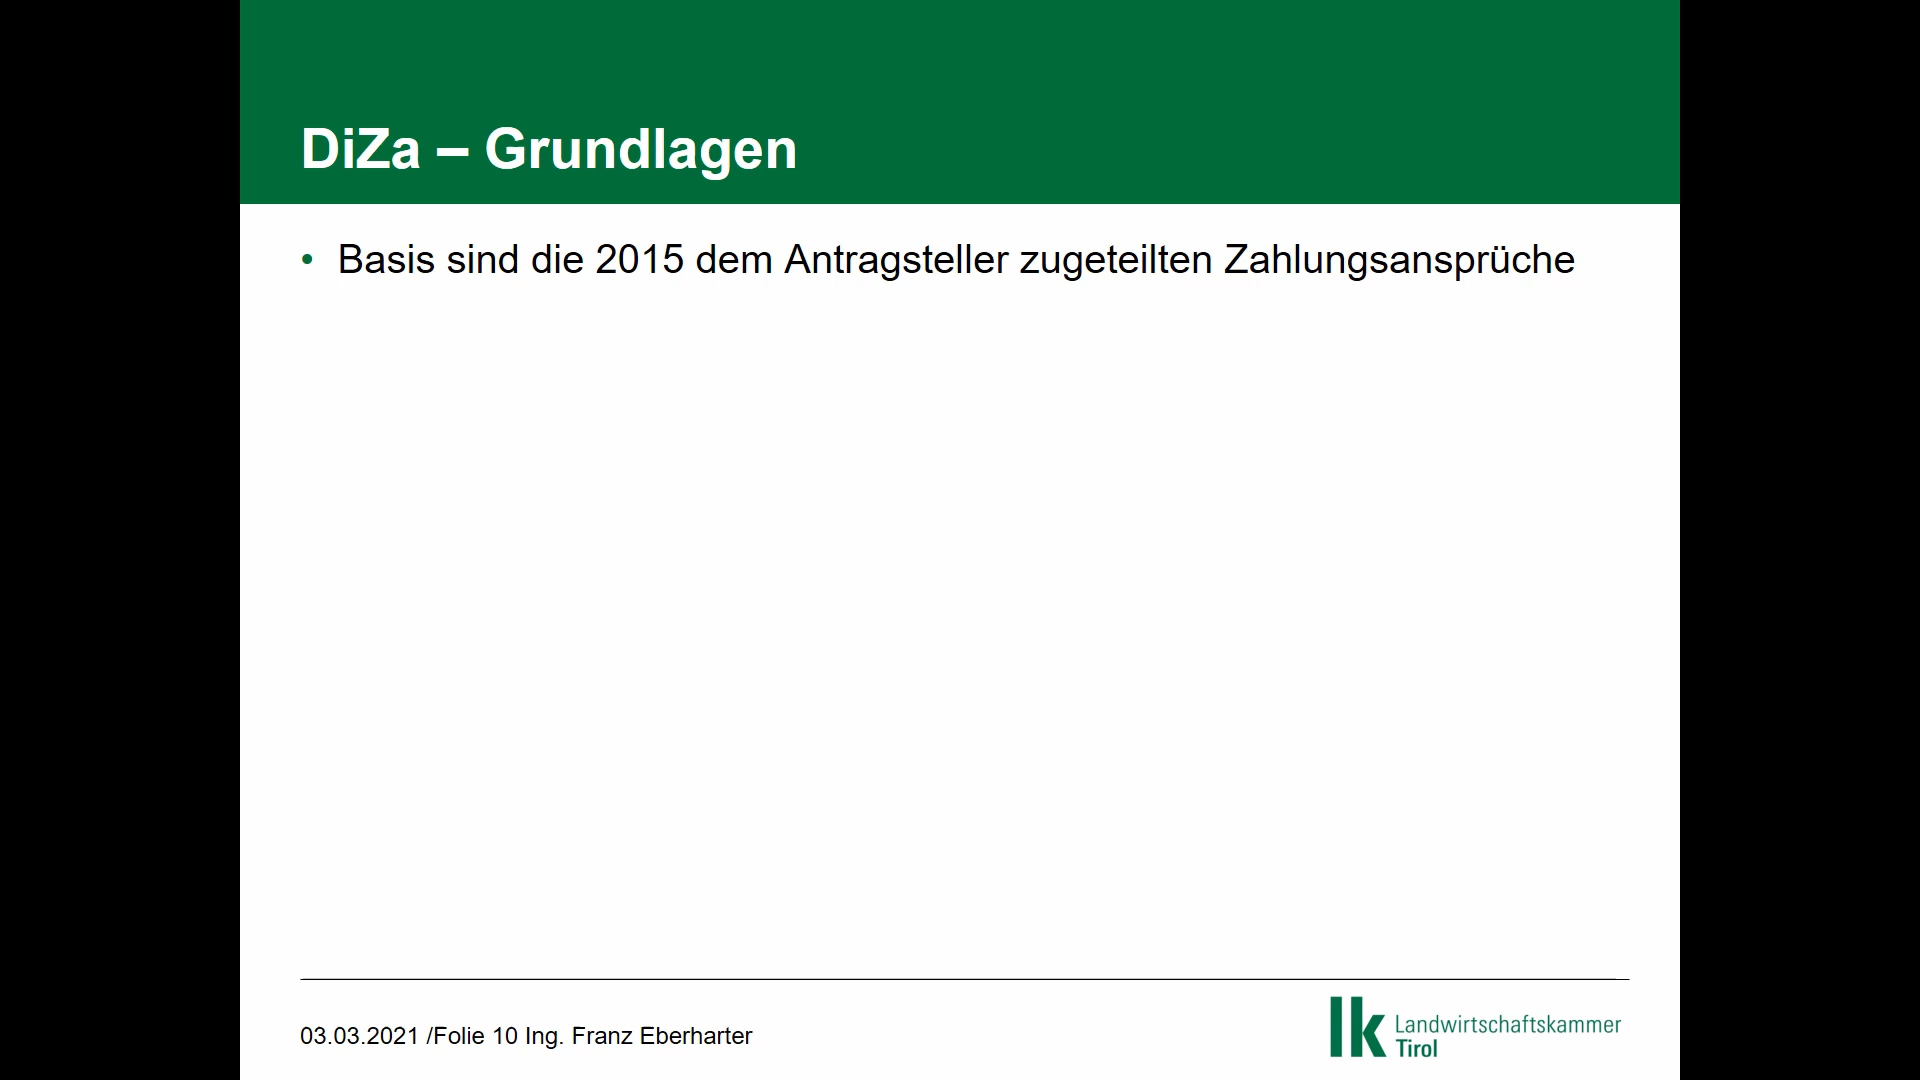 DiZa – Grundlagen
• Basis sind die 2015 dem Antragsteller zugeteilten Zahlungsansprüche
03.03.2021 /Folie 10 Ing. Franz Eberharter
lk Landwirtschaftskammer
Tirol